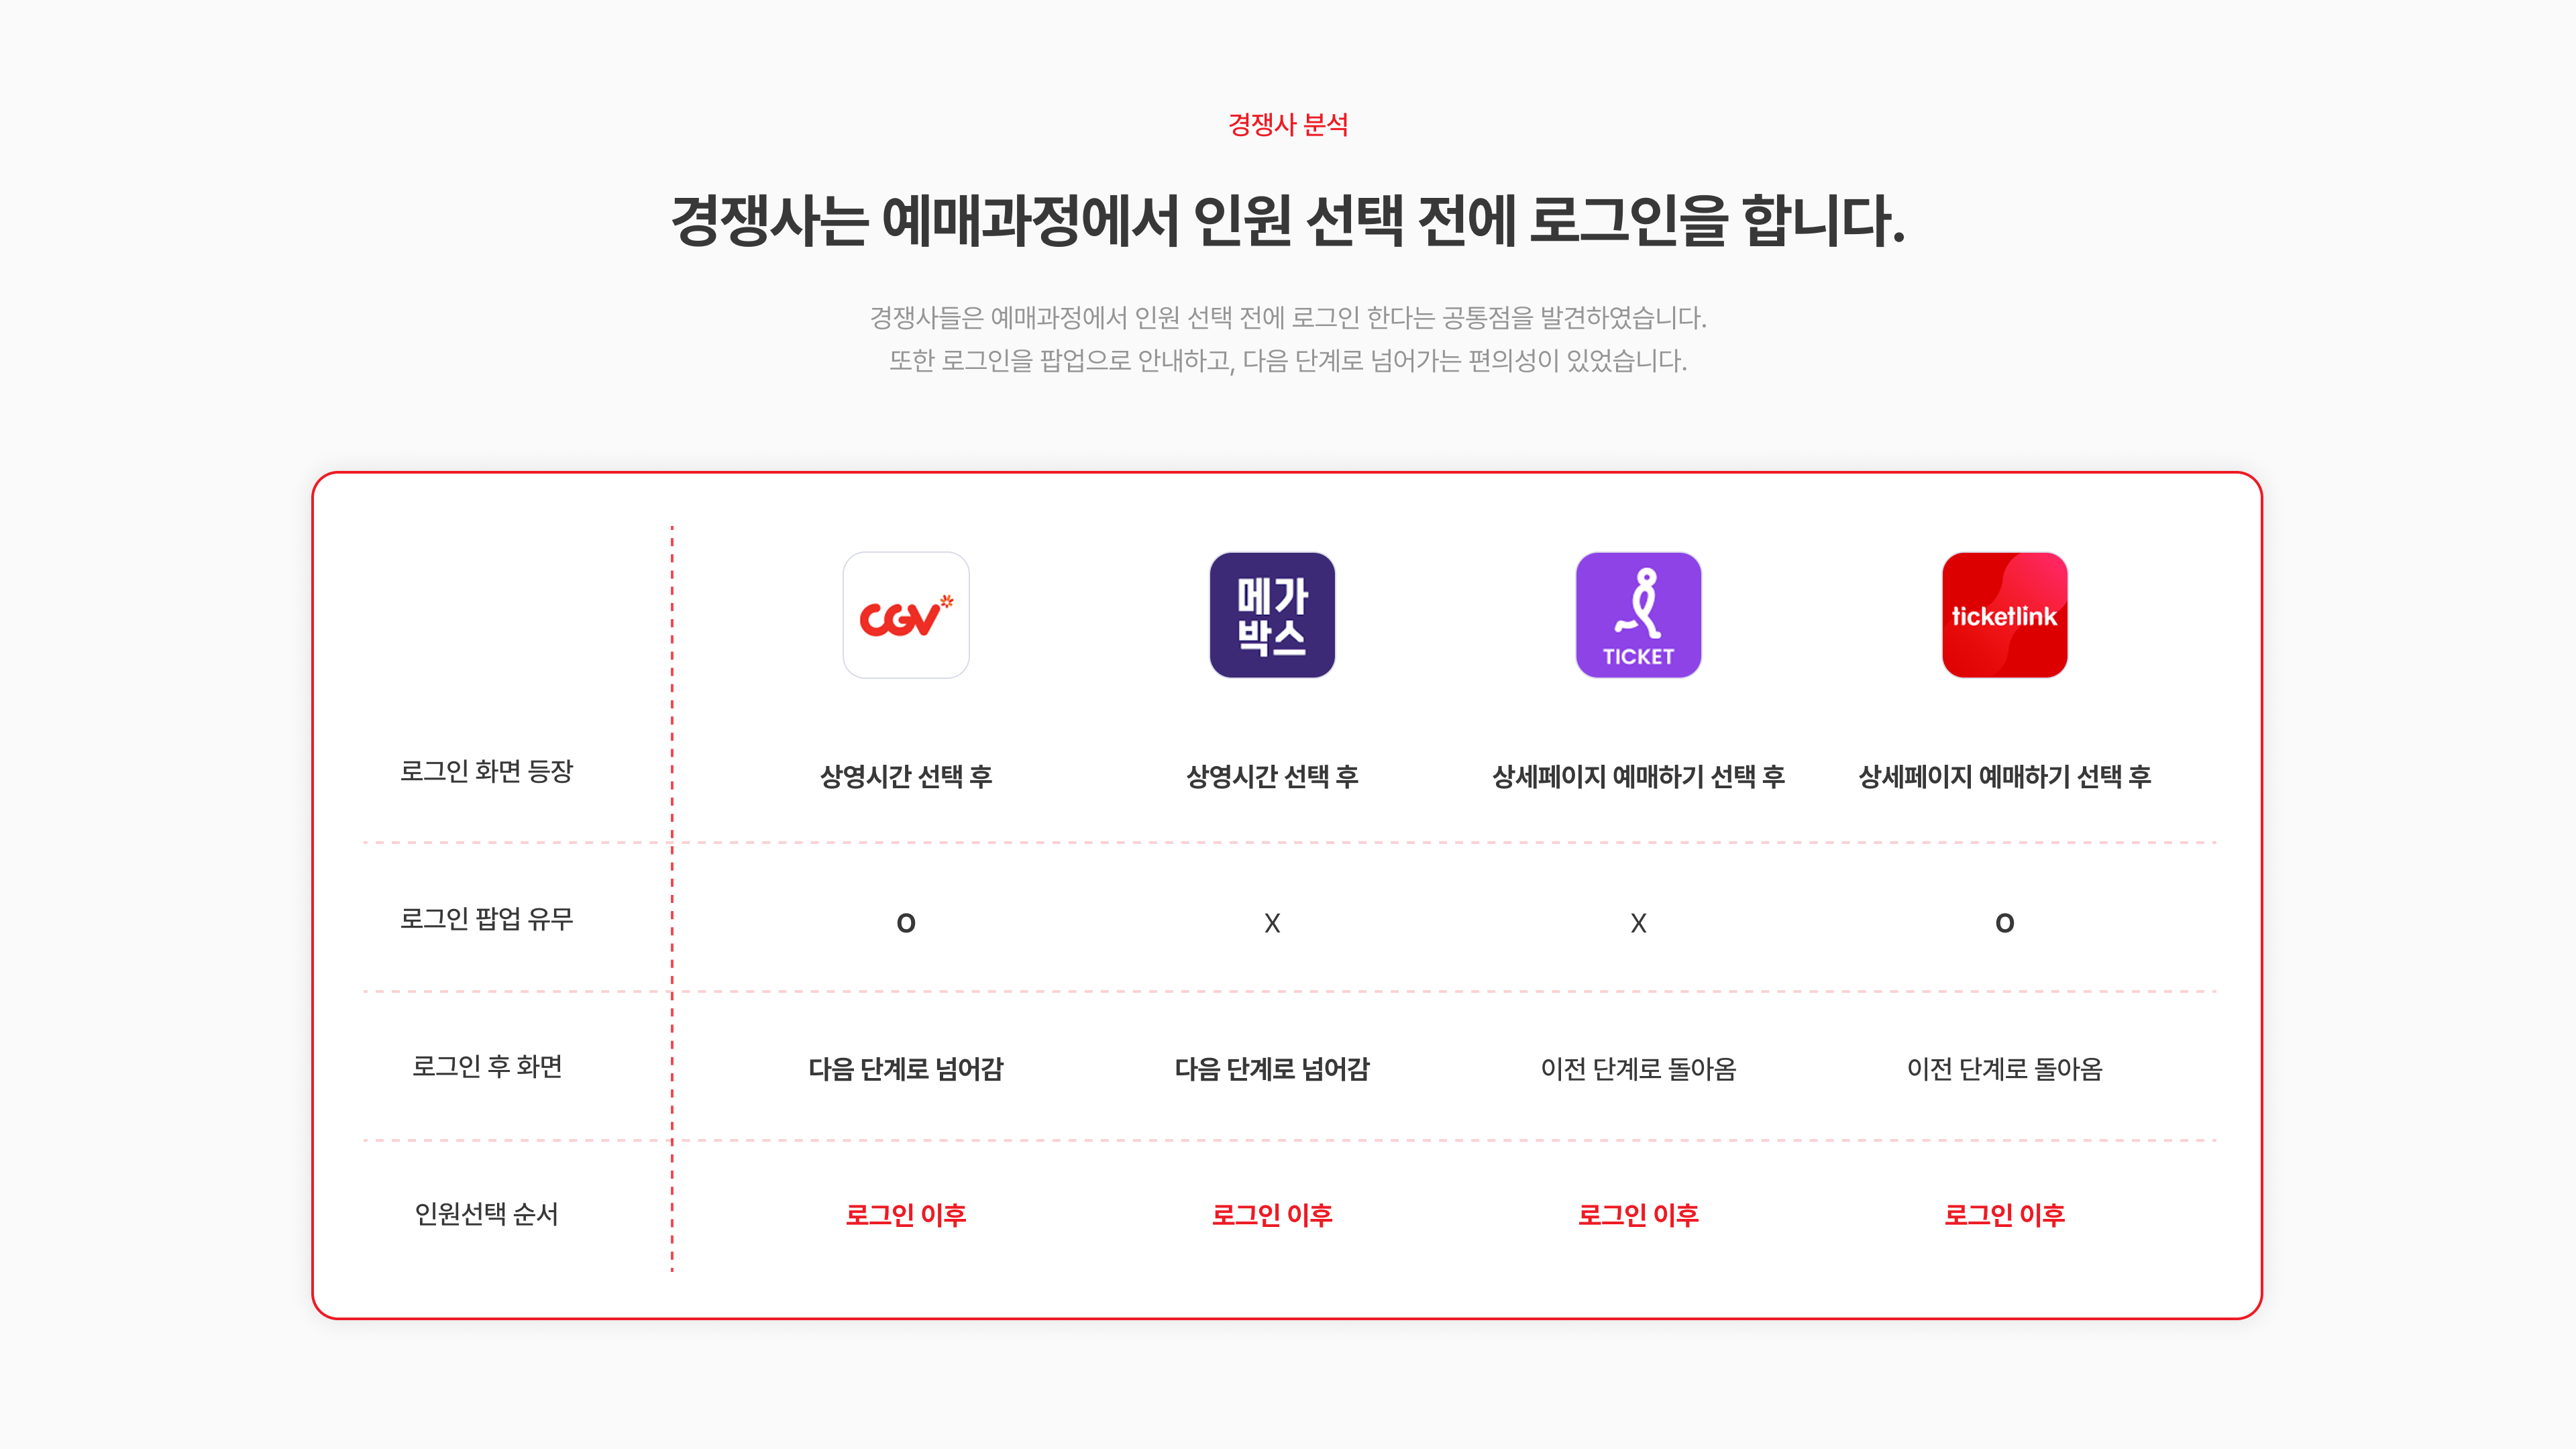 경쟁사 분석
경쟁사는 예매과정에서 인원 선택 전에 로그인을 합니다.
경쟁사들은 예매과정에서 인원 선택 전에 로그인 한다는 공통점을 발견하였습니다.
또한 로그인을 팝업으로 안내하고, 다음 단계로 넘어가는 편의성이 있었습니다.
CGV
메가
박스
TICKET
ticketlink
로그인 화면 등장 상영시간 선택 후 상영시간 선택 후 상세페이지 예매하기 선택 후 상세페이지 예매하기 선택 후
로그인 팝업 유무 O X X O
로그인 후 화면 다음 단계로 넘어감 다음 단계로 넘어감 이전 단계로 돌아옴 이전 단계로 돌아옴
인원선택 순서 로그인 이후 로그인 이후 로그인 이후 로그인 이후